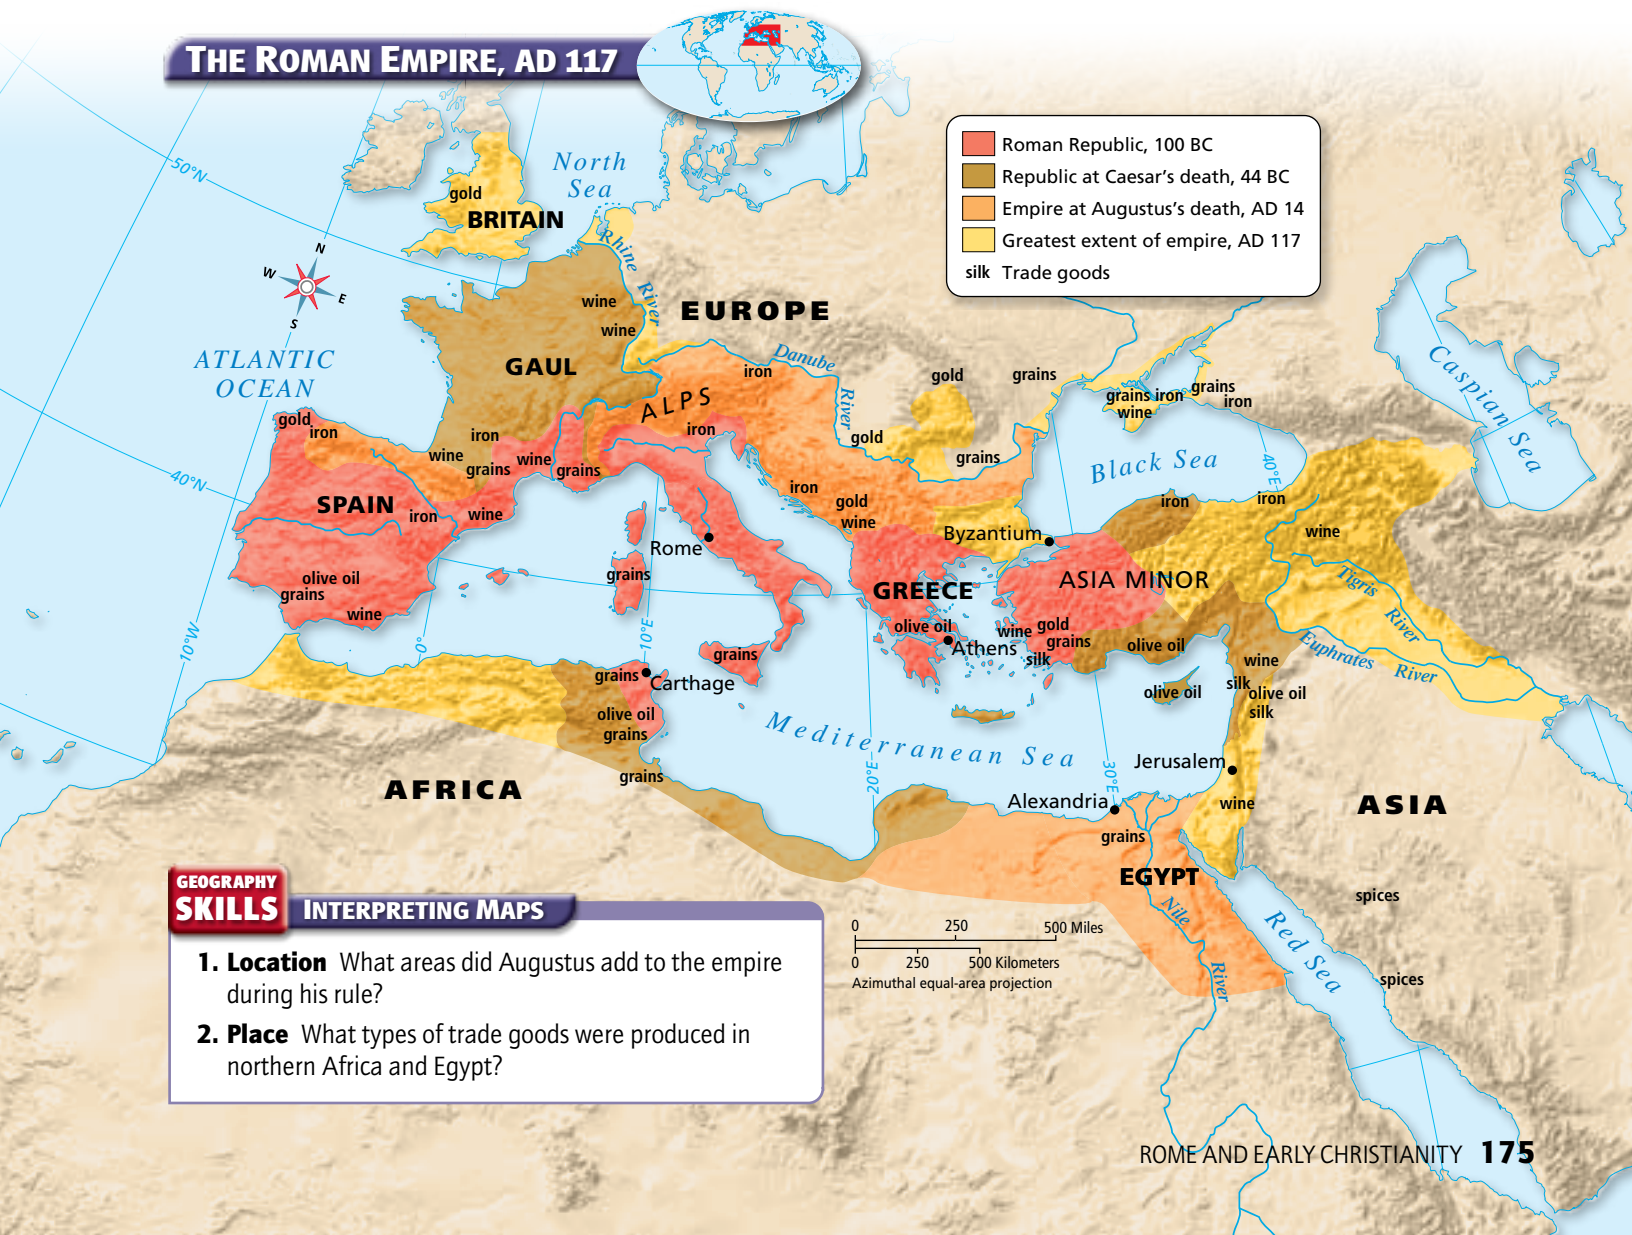 THE ROMAN EMPIRE, AD 117
Roman Republic, 100 BC
Republic at Caesar's death, 44 BC
Empire at Augustus's death, AD 14
Greatest extent of empire, AD 117
silk Trade goods
50°N
North
Sea
gold
BRITAIN
N
W
E
S
Rhine River
wine
EUROPE
wine
ATLANTIC
OCEAN
GAUL
Danube River
iron
gold
grains
Caspian Sea
grains
iron
grains
wine
iron
ALPS
gold
iron
iron
iron
gold
wine
grains
wine
grains
grains
Black Sea
40°E
40°N
SPAIN
iron
wine
iron
gold
wine
iron
iron
wine
Byzantium
Rome
grains
olive oil
grains
wine
GREECE
ASIA MINOR
Tigris River
10°W
0°
10°E
olive oil
Athens
wine
gold
grains
silk
olive oil
Euphrates River
wine
grains
grains
Carthage
olive oil
silk
olive oil
silk
olive oil
grains
Mediterranean Sea
grains
20°E
30°E
Jerusalem
AFRICA
Alexandria
wine
ASIA
grains
EGYPT
spices
Nile River
Red Sea
spices
0 250 500 Miles
0 250 500 Kilometers
Azimuthal equal-area projection
GEOGRAPHY
SKILLS
INTERPRETING MAPS
1. Location What areas did Augustus add to the empire
during his rule?
2. Place What types of trade goods were produced in
northern Africa and Egypt?
ROME AND EARLY CHRISTIANITY 175